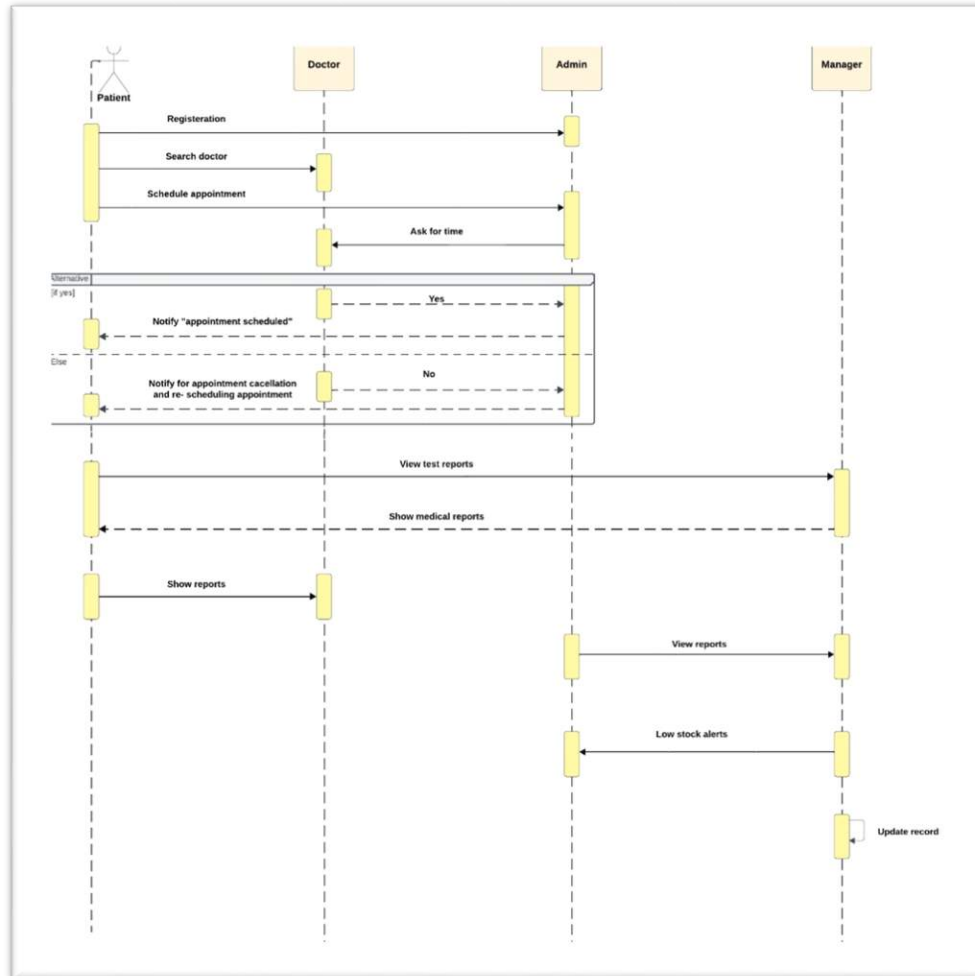 Doctor
Admin
Manager
Patient
Registeration
Search doctor
Schedule appointment
Ask for time
Alternative
[if yes]
Yes
Notify "appointment scheduled"
Else
No
Notify for appointment cacellation
and re- scheduling appointment
View test reports
Show medical reports
Show reports
View reports
Low stock alerts
Update record